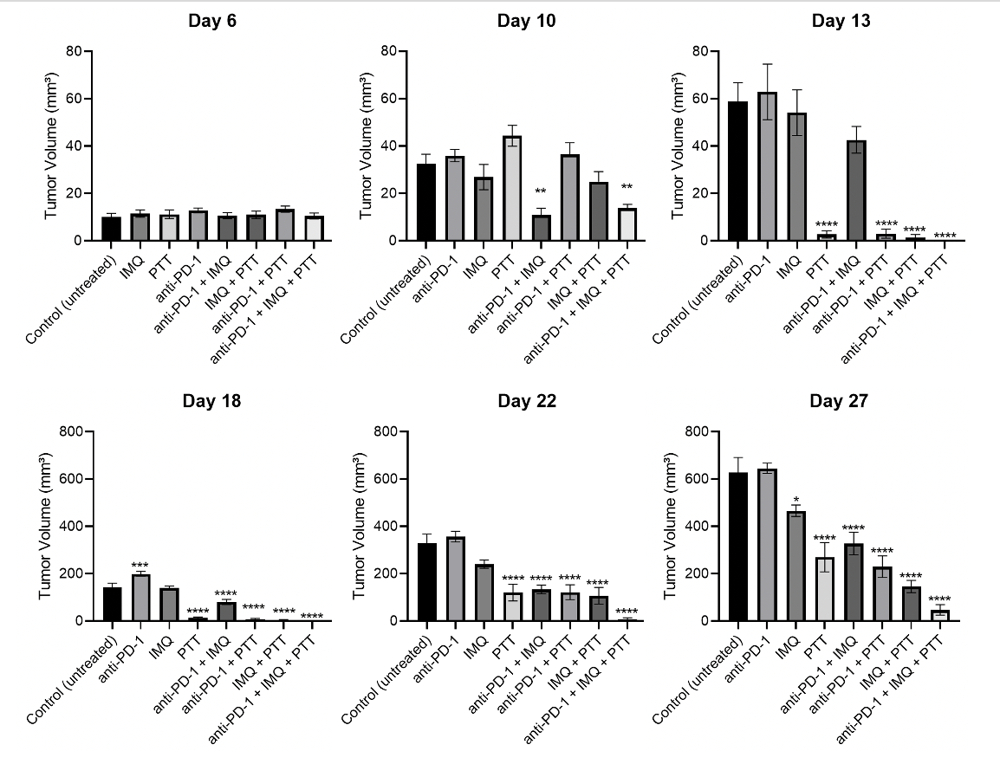 Day 6
Tumor Volume (mm³)
80
60
40
20
0
Control (untreated)
IMQ
PTT
anti-PD-1
anti-PD-1 + IMQ
IMQ + PTT
anti-PD-1 + PTT
anti-PD-1 + IMQ + PTT
Day 10
Tumor Volume (mm³)
80
60
40
20
0
**
**
Control (untreated)
anti-PD-1
IMQ
PTT
anti-PD-1 + IMQ
anti-PD-1 + PTT
IMQ + PTT
anti-PD-1 + IMQ + PTT
Day 13
Tumor Volume (mm³)
80
60
40
20
0
****
****
****
****
Control (untreated)
anti-PD-1
IMQ
PTT
anti-PD-1 + IMQ
anti-PD-1 + PTT
IMQ + PTT
anti-PD-1 + IMQ + PTT
Day 18
Tumor Volume (mm³)
800
600
400
200
0
***
****
****
****
****
****
Control (untreated)
anti-PD-1
IMQ
PTT
anti-PD-1 + IMQ
anti-PD-1 + PTT
IMQ + PTT
anti-PD-1 + IMQ + PTT
Day 22
Tumor Volume (mm³)
800
600
400
200
0
****
****
****
****
****
Control (untreated)
anti-PD-1
IMQ
PTT
anti-PD-1 + IMQ
anti-PD-1 + PTT
IMQ + PTT
anti-PD-1 + IMQ + PTT
Day 27
Tumor Volume (mm³)
800
600
400
200
0
*
****
****
****
****
****
Control (untreated)
anti-PD-1
IMQ
PTT
anti-PD-1 + IMQ
anti-PD-1 + PTT
IMQ + PTT
anti-PD-1 + IMQ + PTT